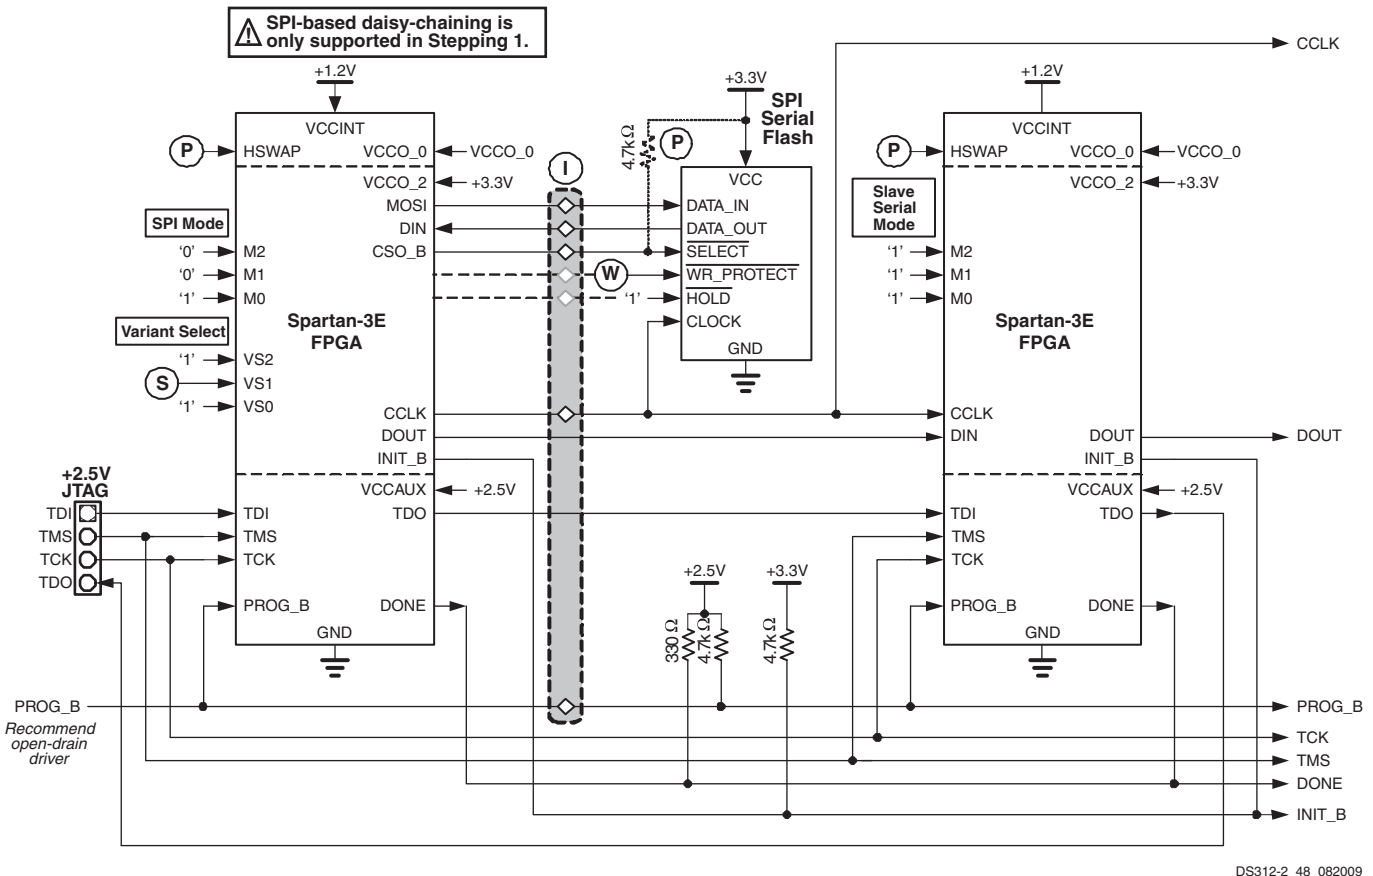 SPI-based daisy-chaining is
only supported in Stepping 1.
CCLK
+1.2V
+3.3V
+1.2V
SPI
Serial
Flash
VCCINT
P
HSWAP
VCCO_0
VCCO_0
4.7kΩ
P
I
VCCINT
P
HSWAP
VCCO_0
VCCO_0
VCCO_2
+3.3V
VCC
VCCO_2
+3.3V
SPI Mode
MOSI
DATA_IN
Slave
Serial
Mode
DIN
DATA_OUT
'0'
M2
CSO_B
SELECT
'1'
M2
'0'
M1
W
WR_PROTECT
'1'
M1
'1'
M0
'1'
HOLD
'1'
M0
Variant Select
Spartan-3E
FPGA
CLOCK
Spartan-3E
FPGA
GND
'1'
VS2
S
VS1
'1'
VS0
CCLK
CCLK
DOUT
DIN
DOUT
DOUT
INIT_B
INIT_B
+2.5V
JTAG
VCCAUX
+2.5V
VCCAUX
+2.5V
TDI
TDI
TDO
TDI
TDO
TMS
TMS
TMS
TCK
TCK
TCK
TDO
+2.5V
+3.3V
PROG_B
DONE
PROG_B
DONE
GND
330 Ω
4.7kΩ
4.7kΩ
GND
PROG_B
PROG_B
Recommend
open-drain
driver
TCK
TMS
DONE
INIT_B
DS312-2_48_082009